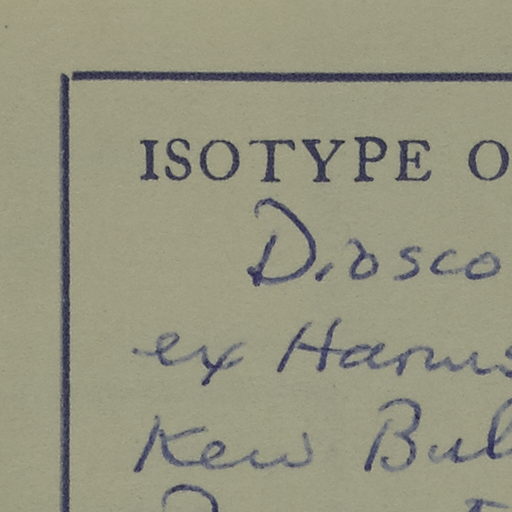 ISOTYPE O
Diosco
ex Harms
Kew Bul